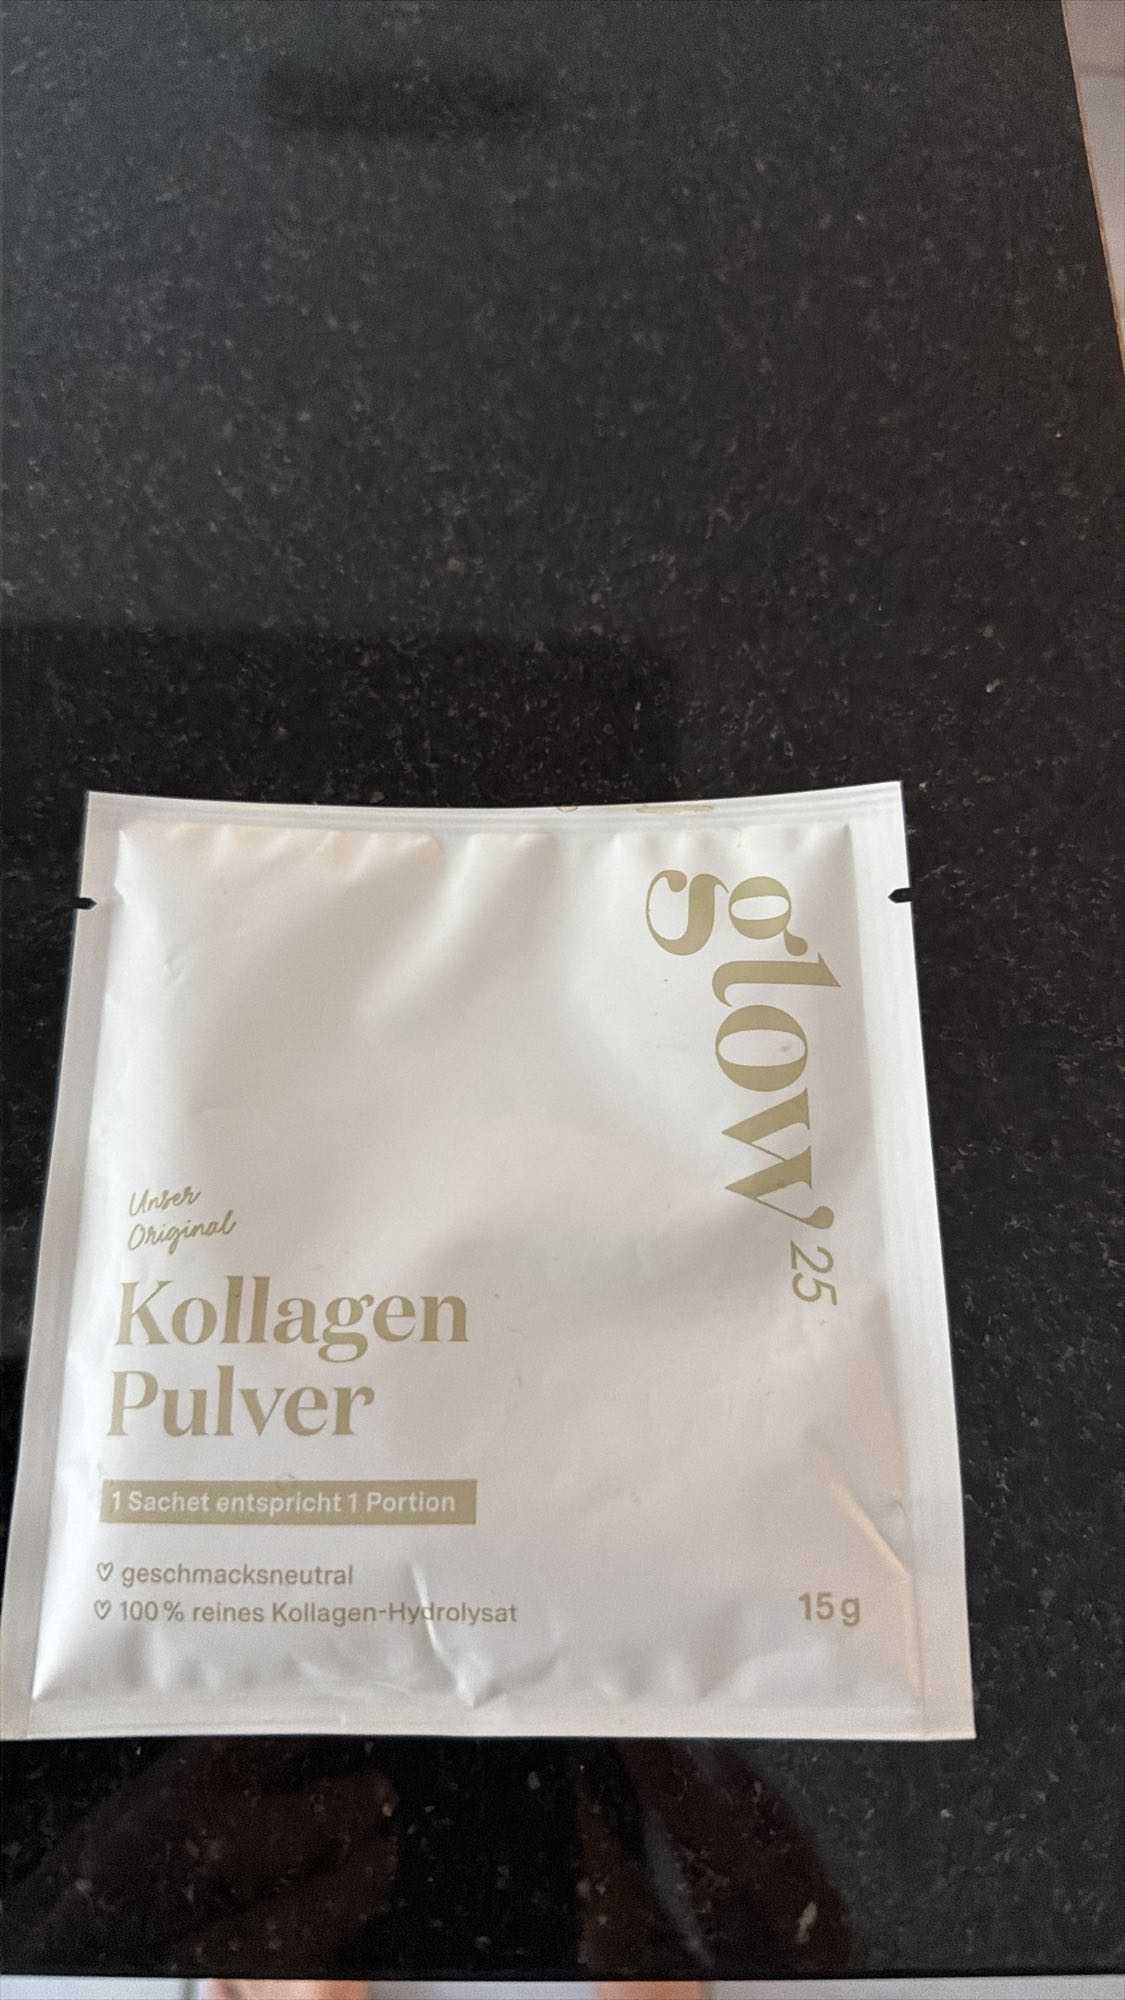 glow
25
Unser
Original
Kollagen
Pulver
1 Sachet entspricht 1 Portion
♡ geschmacksneutral
♡ 100 % reines Kollagen-Hydrolysat
15 g